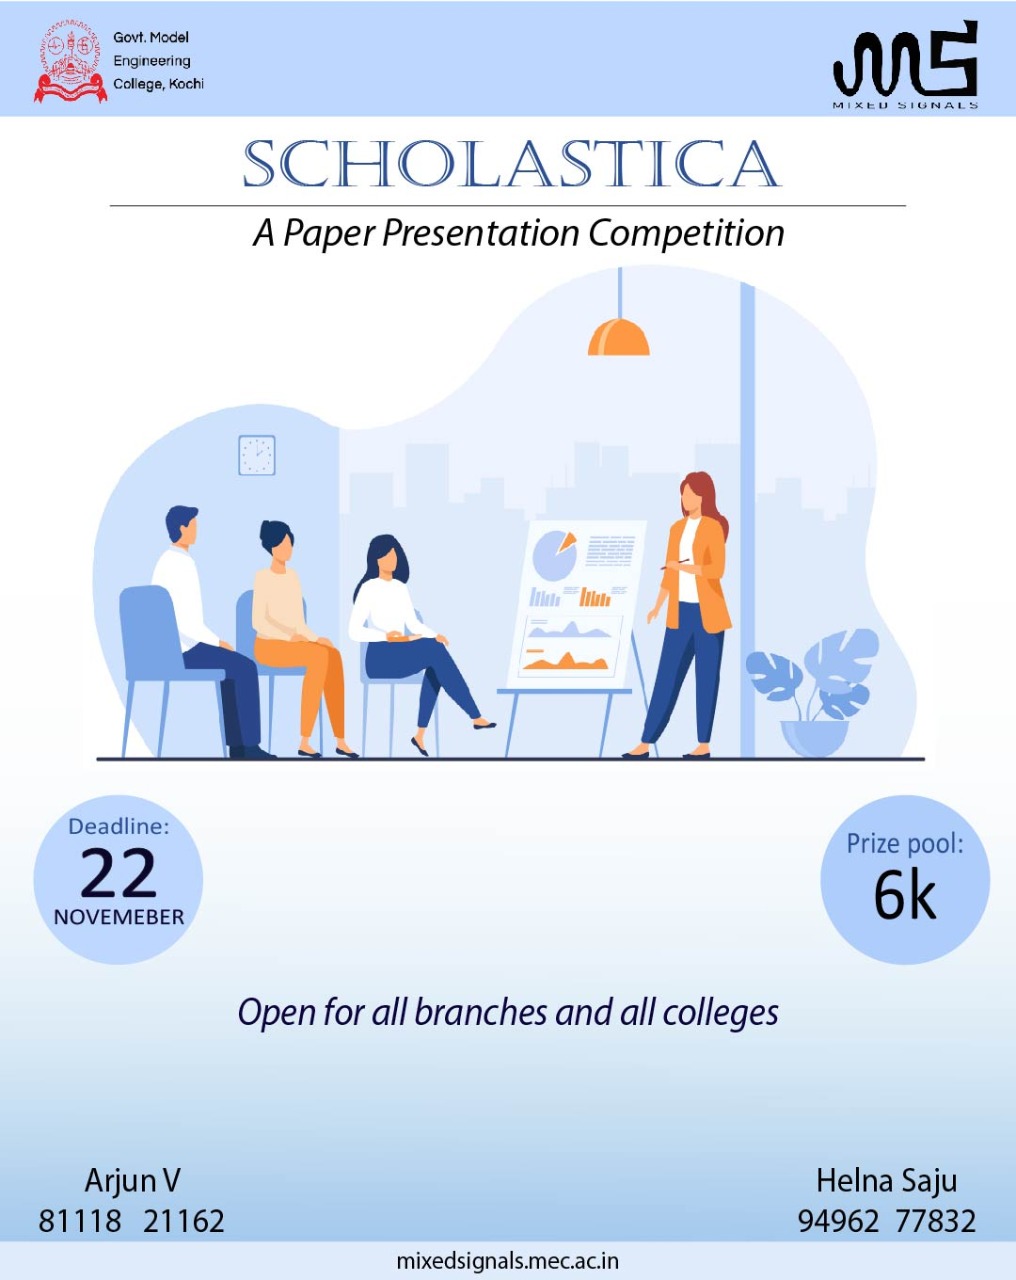 Govt. Model
Engineering
College, Kochi
MS
MIXED SIGNALS
SCHOLASTICA
A Paper Presentation Competition
Deadline:
22
NOVEMEBER
Prize pool:
6k
Open for all branches and all colleges
Arjun V
81118 21162
Helna Saju
94962 77832
mixedsignals.mec.ac.in